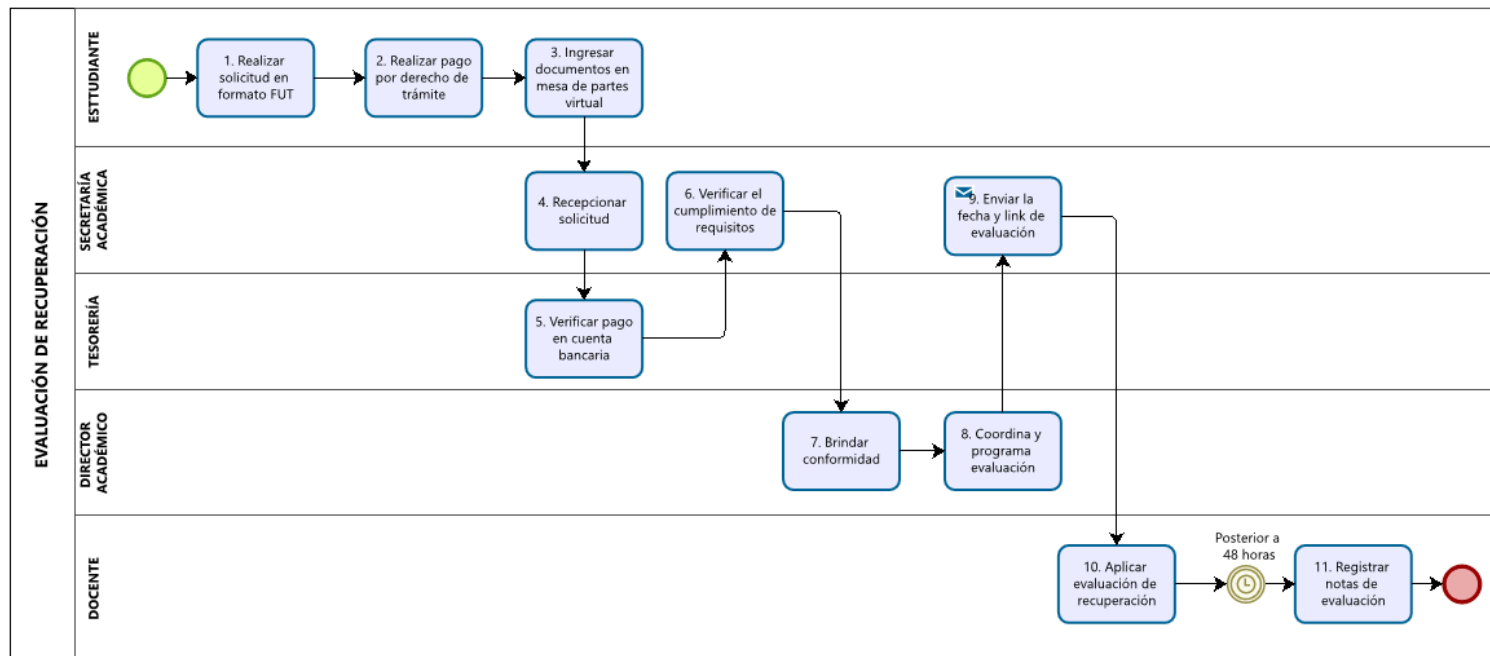 EVALUACIÓN DE RECUPERACIÓN
ESTTUDIANTE
1. Realizar
solicitud en
formato FUT
2. Realizar pago
por derecho de
trámite
3. Ingresar
documentos en
mesa de partes
virtual
SECRETARÍA
ACADÉMICA
4. Recepcionar
solicitud
6. Verificar el
cumplimiento de
requisitos
9. Enviar la
fecha y link de
evaluación
TESORERÍA
5. Verificar pago
en cuenta
bancaria
DIRECTOR
ACADÉMICO
7. Brindar
conformidad
8. Coordina y
programa
evaluación
DOCENTE
10. Aplicar
evaluación de
recuperación
Posterior a
48 horas
11. Registrar
notas de
evaluación